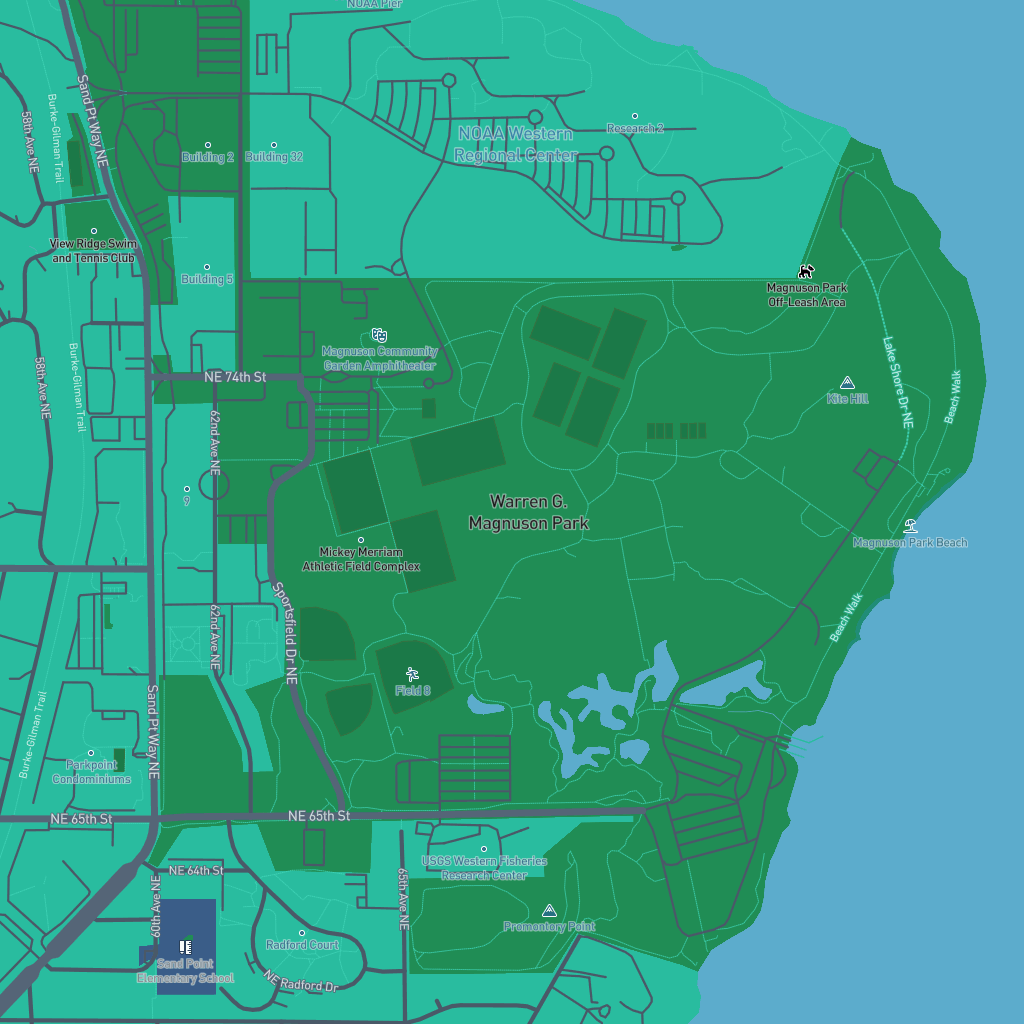 NOAA Pier
Sand Pt Way NE
58th Ave NE
Burke-Gilman Trail
NOAA Western
Regional Center
Research 2
Building 2
Building 32
View Ridge Swim
and Tennis Club
Building 5
Magnuson Park
Off-Leash Area
Magnuson Community
Garden Amphitheater
58th Ave NE
Burke-Gilman Trail
NE 74th St
Lake Shore Dr NE
Beach Walk
Kite Hill
62nd Ave NE
9
Warren G.
Magnuson Park
Mickey Merriam
Athletic Field Complex
Magnuson Park Beach
Sportsfield Dr NE
62nd Ave NE
Beach Walk
Field 8
Burke-Gilman Trail
Sand Pt Way NE
Parkpoint
Condominiums
NE 65th St
NE 65th St
USGS Western Fisheries
Research Center
NE 64th St
60th Ave NE
65th Ave NE
Promontory Point
Radford Court
Sand Point
Elementary School
NE Radford Dr